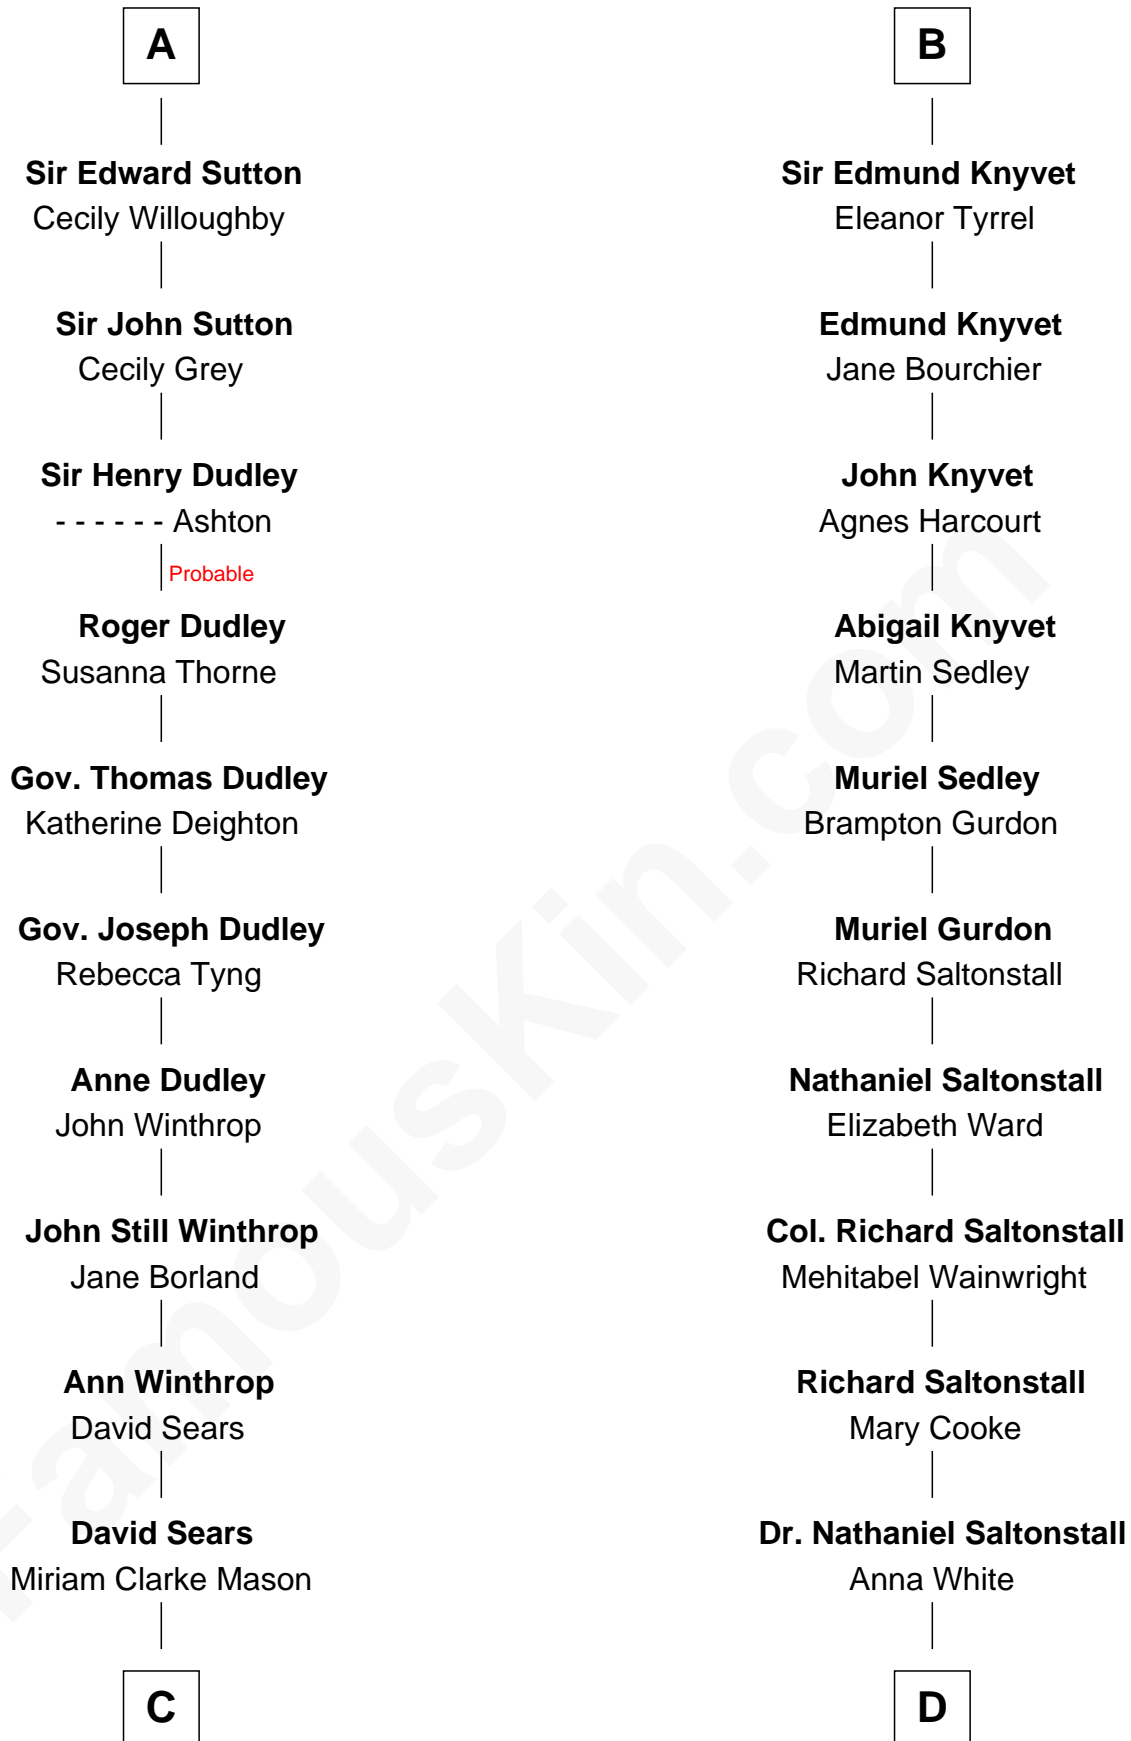 A
Sir Edward Sutton
Cecily Willoughby
Sir John Sutton
Cecily Grey
Sir Henry Dudley
- - - - - - Ashton
Probable
Roger Dudley
Susanna Thorne
Gov. Thomas Dudley
Katherine Deighton
Gov. Joseph Dudley
Rebecca Tyng
Anne Dudley
John Winthrop
John Still Winthrop
Jane Borland
Ann Winthrop
David Sears
David Sears
Miriam Clarke Mason
C
B
Sir Edmund Knyvet
Eleanor Tyrrel
Edmund Knyvet
Jane Bourchier
John Knyvet
Agnes Harcourt
Abigail Knyvet
Martin Sedley
Muriel Sedley
Brampton Gurdon
Muriel Gurdon
Richard Saltonstall
Nathaniel Saltonstall
Elizabeth Ward
Col. Richard Saltonstall
Mehitabel Wainwright
Richard Saltonstall
Mary Cooke
Dr. Nathaniel Saltonstall
Anna White
D
FamousKin.com